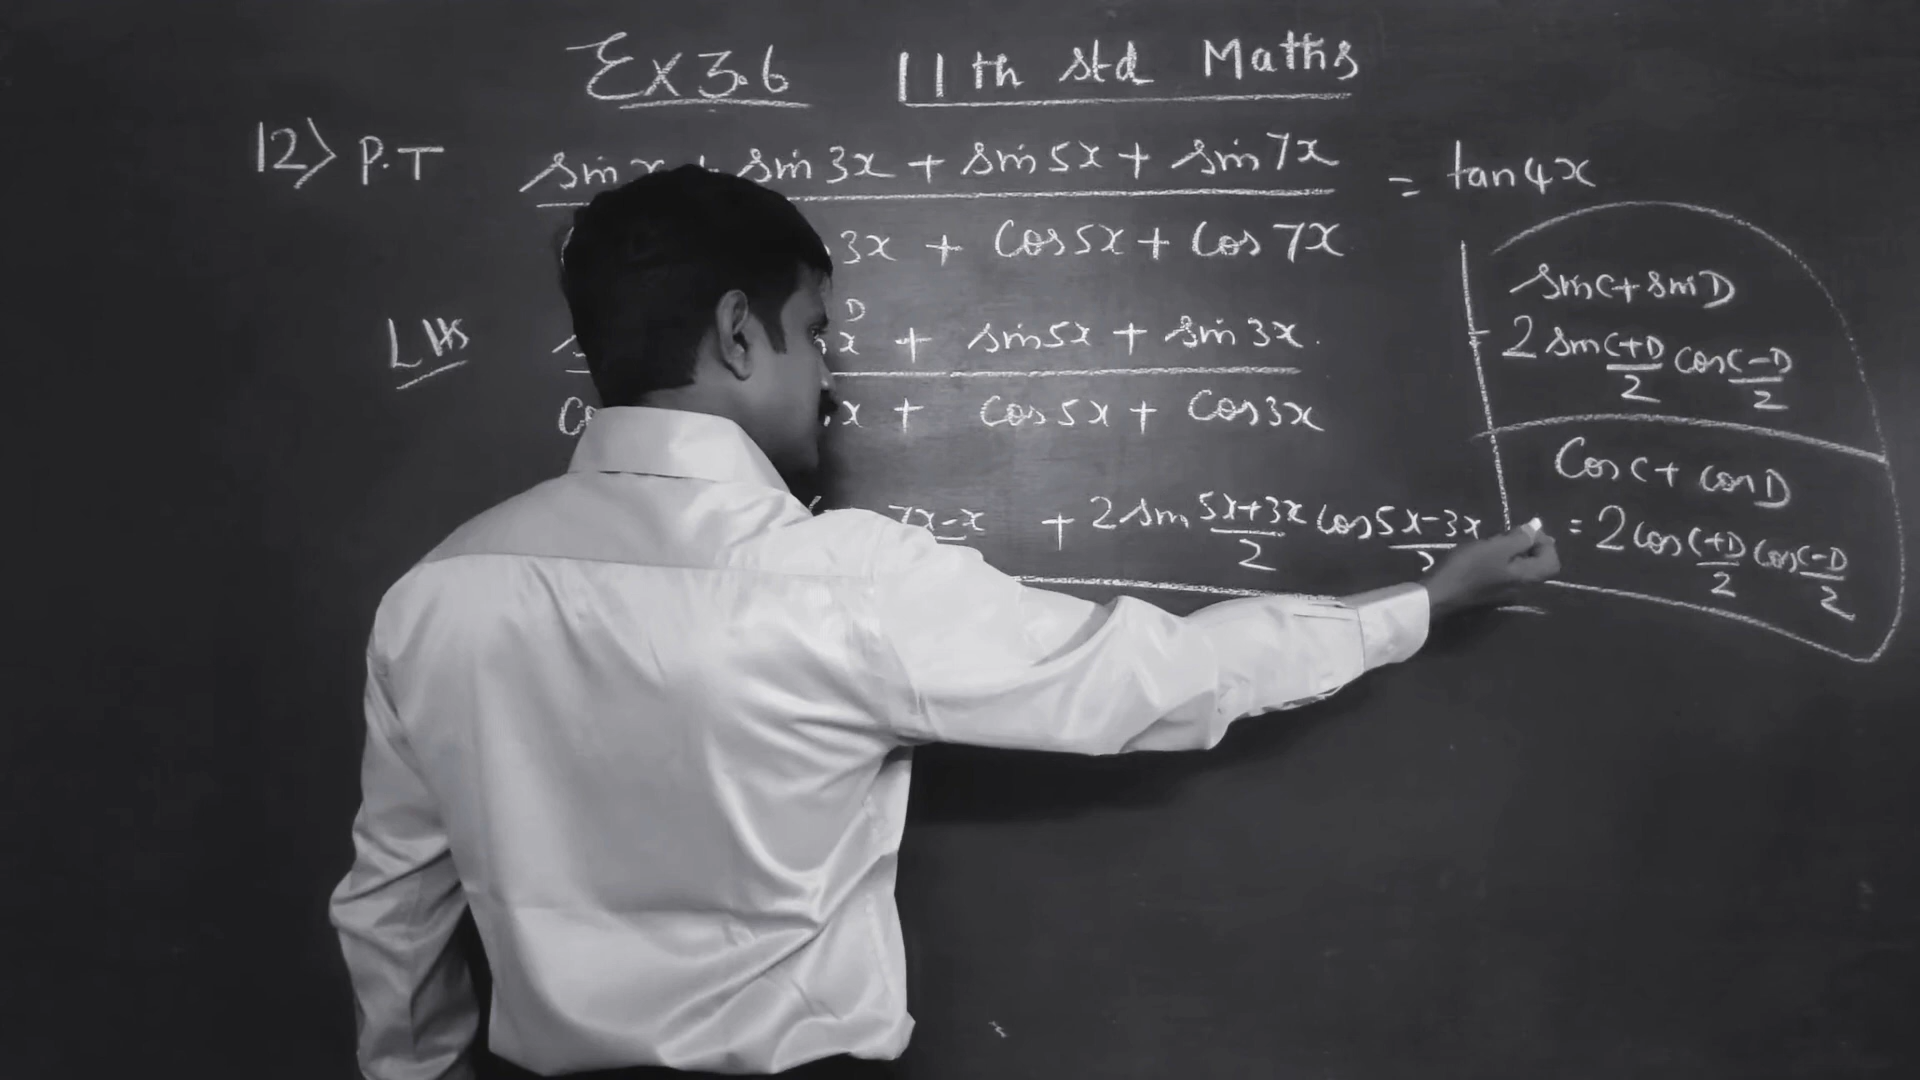 Ex 3.6 11th std Maths
12) P.T sin x + sin 3x + sin 5x + sin 7x = tan 4x
3x + Cos 5x + Cos 7x
LHS
D
x + sin 5x + sin 3x.
x + Cos 5x + Cos 3x
7x-x + 2 sin 5x+3x/2 Cos 5x-3x/2
sin C + sin D
2 sin C+D/2 cos C-D/2
Cos C + cos D
= 2 cos C+D/2 cos C-D/2